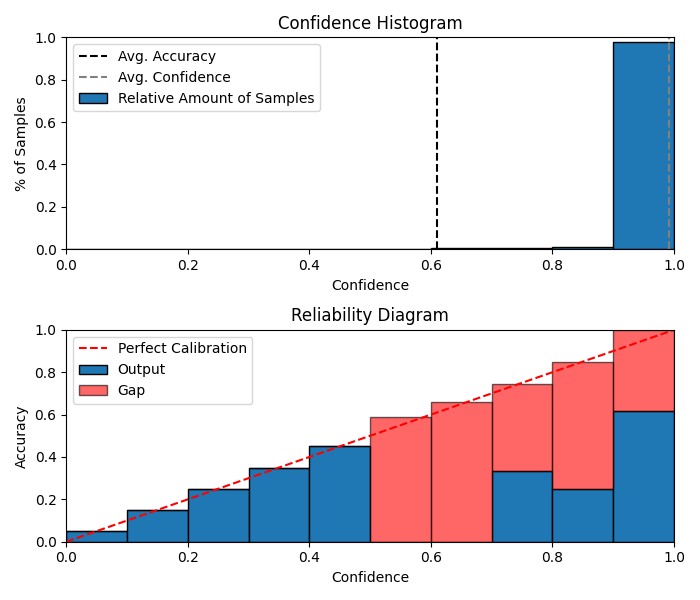 Confidence Histogram
1.0
0.8
0.6
0.4
0.2
0.0
% of Samples
Avg. Accuracy
Avg. Confidence
Relative Amount of Samples
0.0 0.2 0.4 0.6 0.8 1.0
Confidence
Reliability Diagram
1.0
0.8
0.6
0.4
0.2
0.0
Accuracy
Perfect Calibration
Output
Gap
0.0 0.2 0.4 0.6 0.8 1.0
Confidence